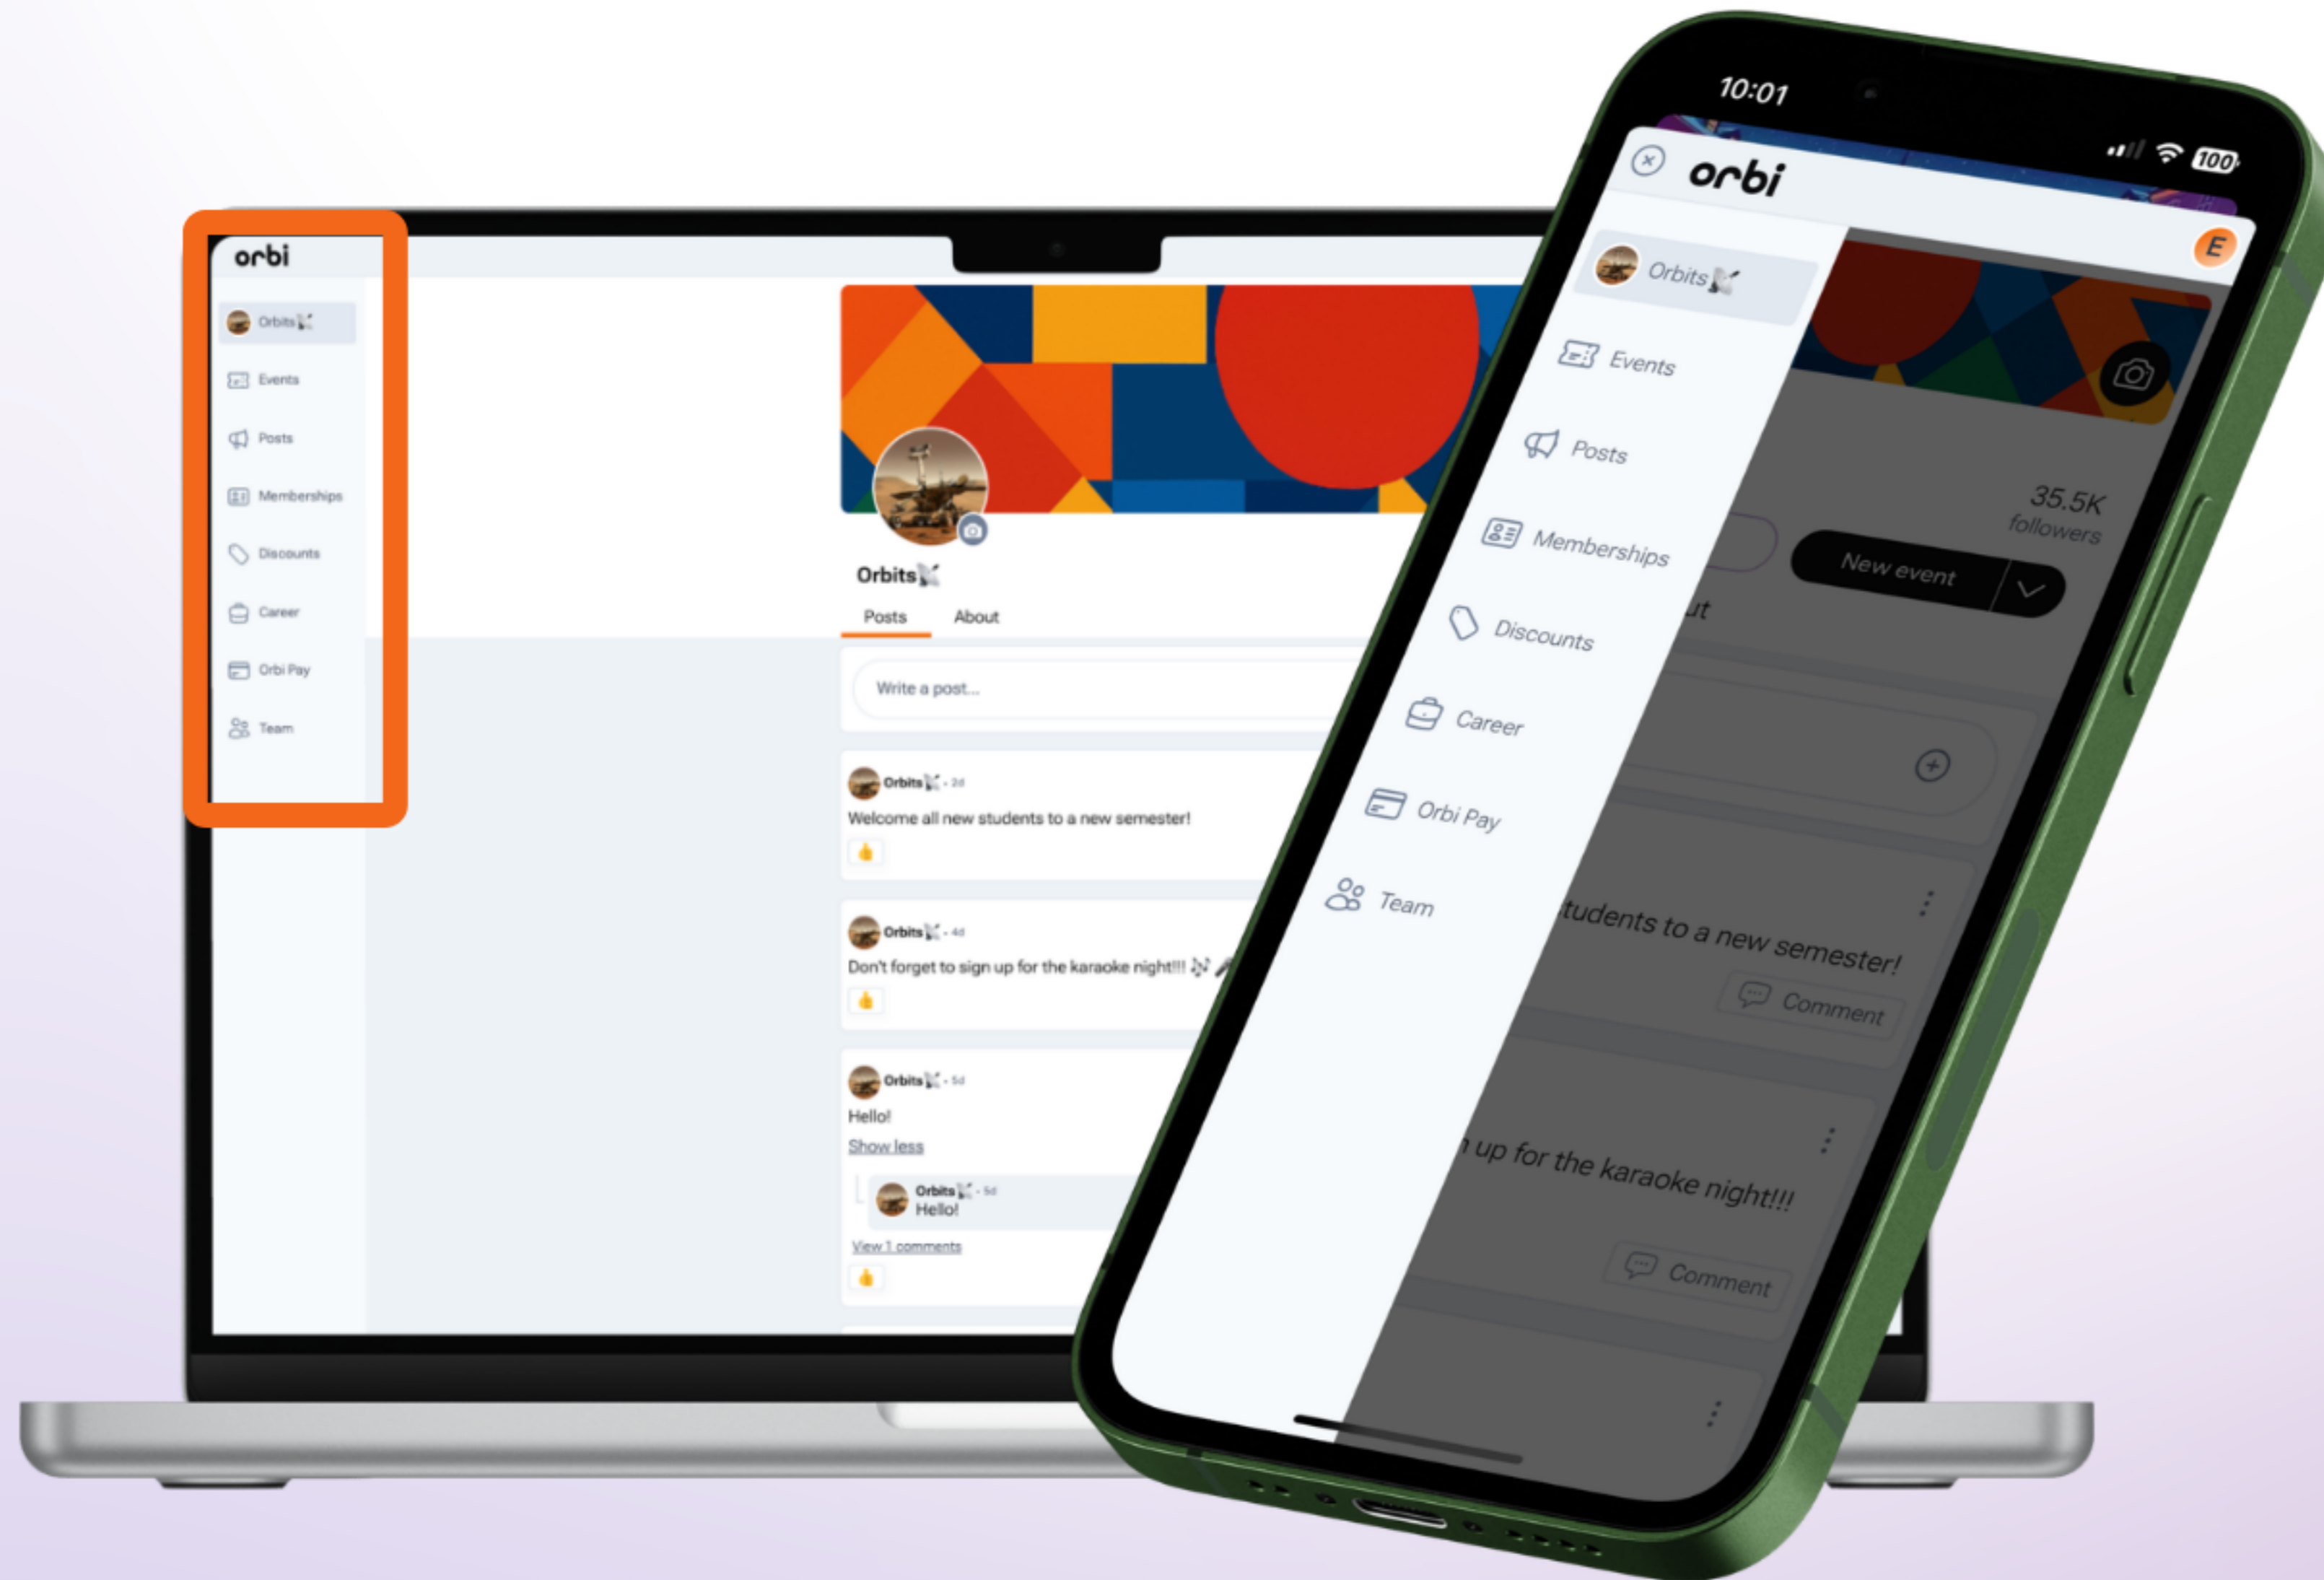 orbi
Orbits
Events
Posts
Memberships
Discounts
Career
Orbi Pay
Team
Orbits
Posts About
Write a post...
Orbits • 2d
Welcome all new students to a new semester!
Orbits • 4d
Don't forget to sign up for the karaoke night!!!
Orbits • 5d
Hello!
Show less
Orbits • 5d
Hello!
View 1 comments
10:01
100
orbi
E
Orbits
Events
Posts
Memberships
Discounts
Career
Orbi Pay
Team
35.5K
followers
New event
ut
tudents to a new semester!
Comment
up for the karaoke night!!!
Comment